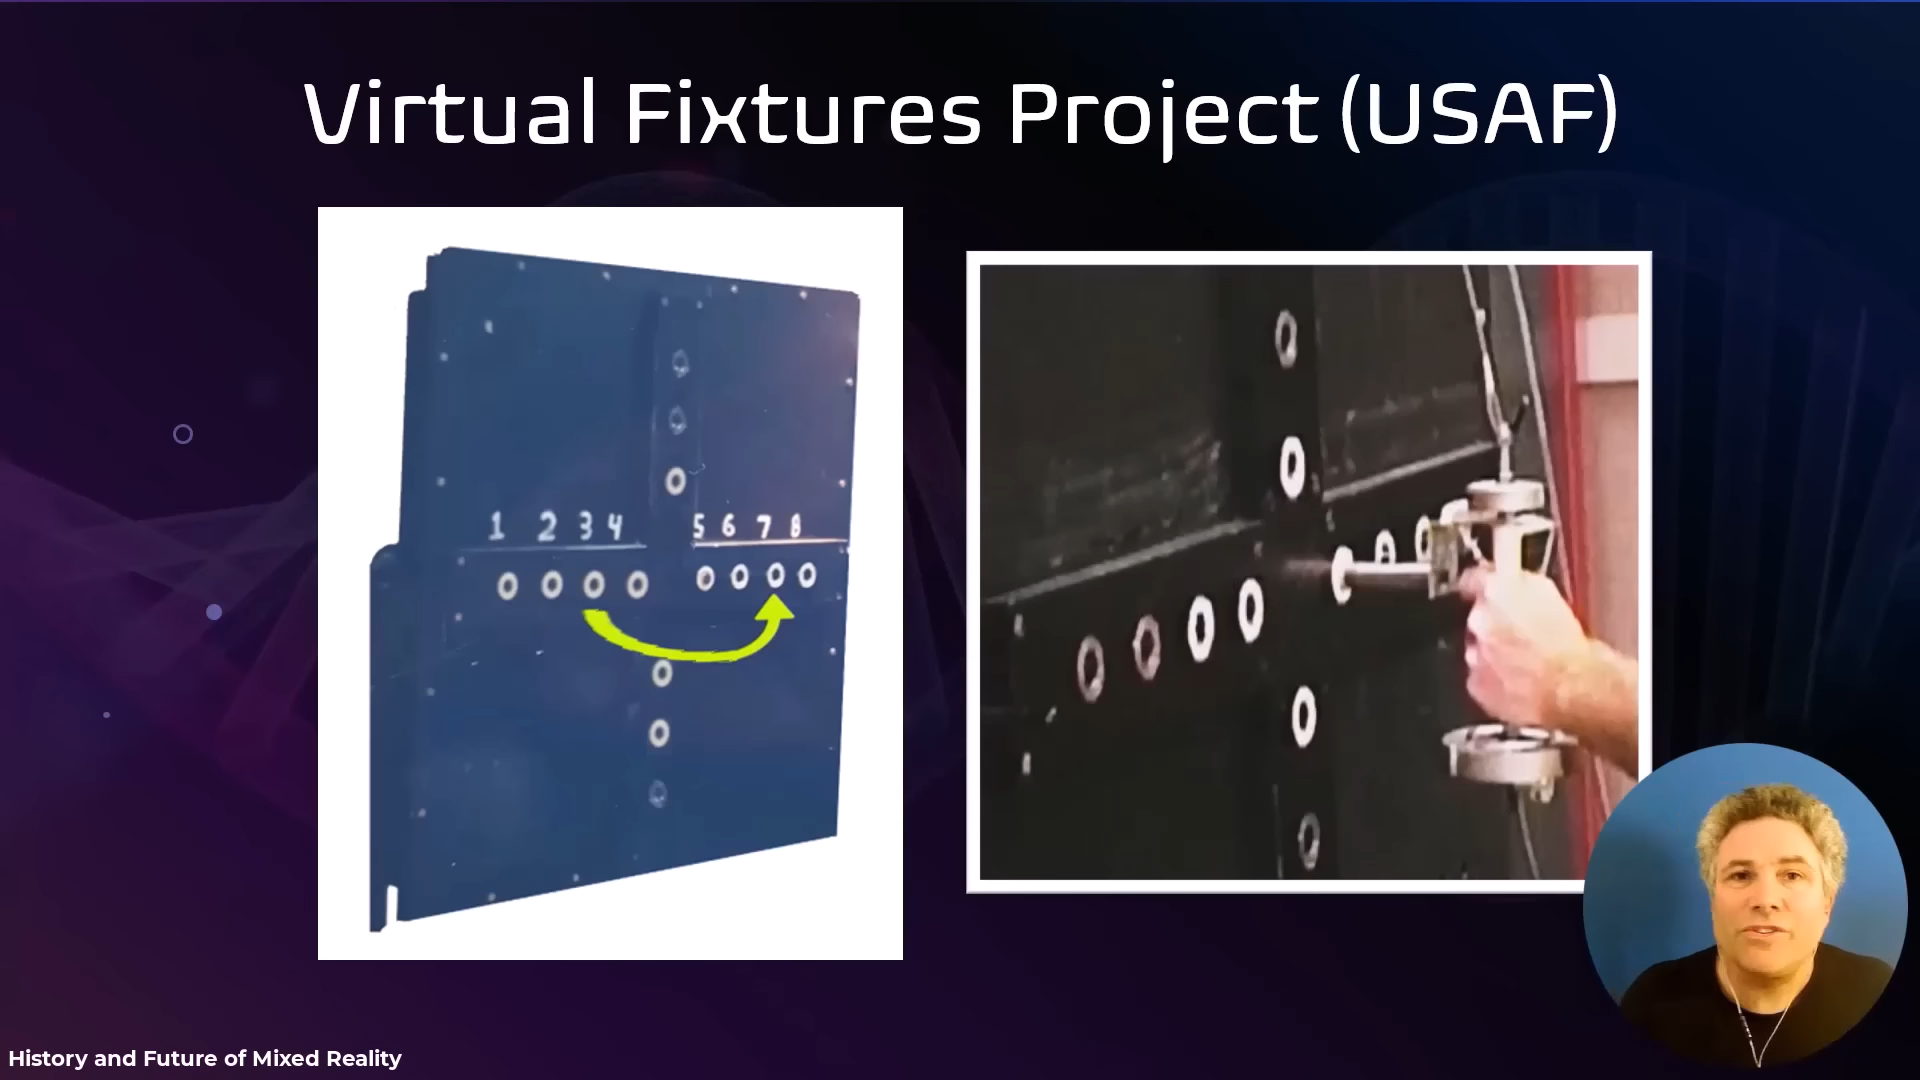 Virtual Fixtures Project (USAF)
1 2 3 4 5 6 7 8
History and Future of Mixed Reality